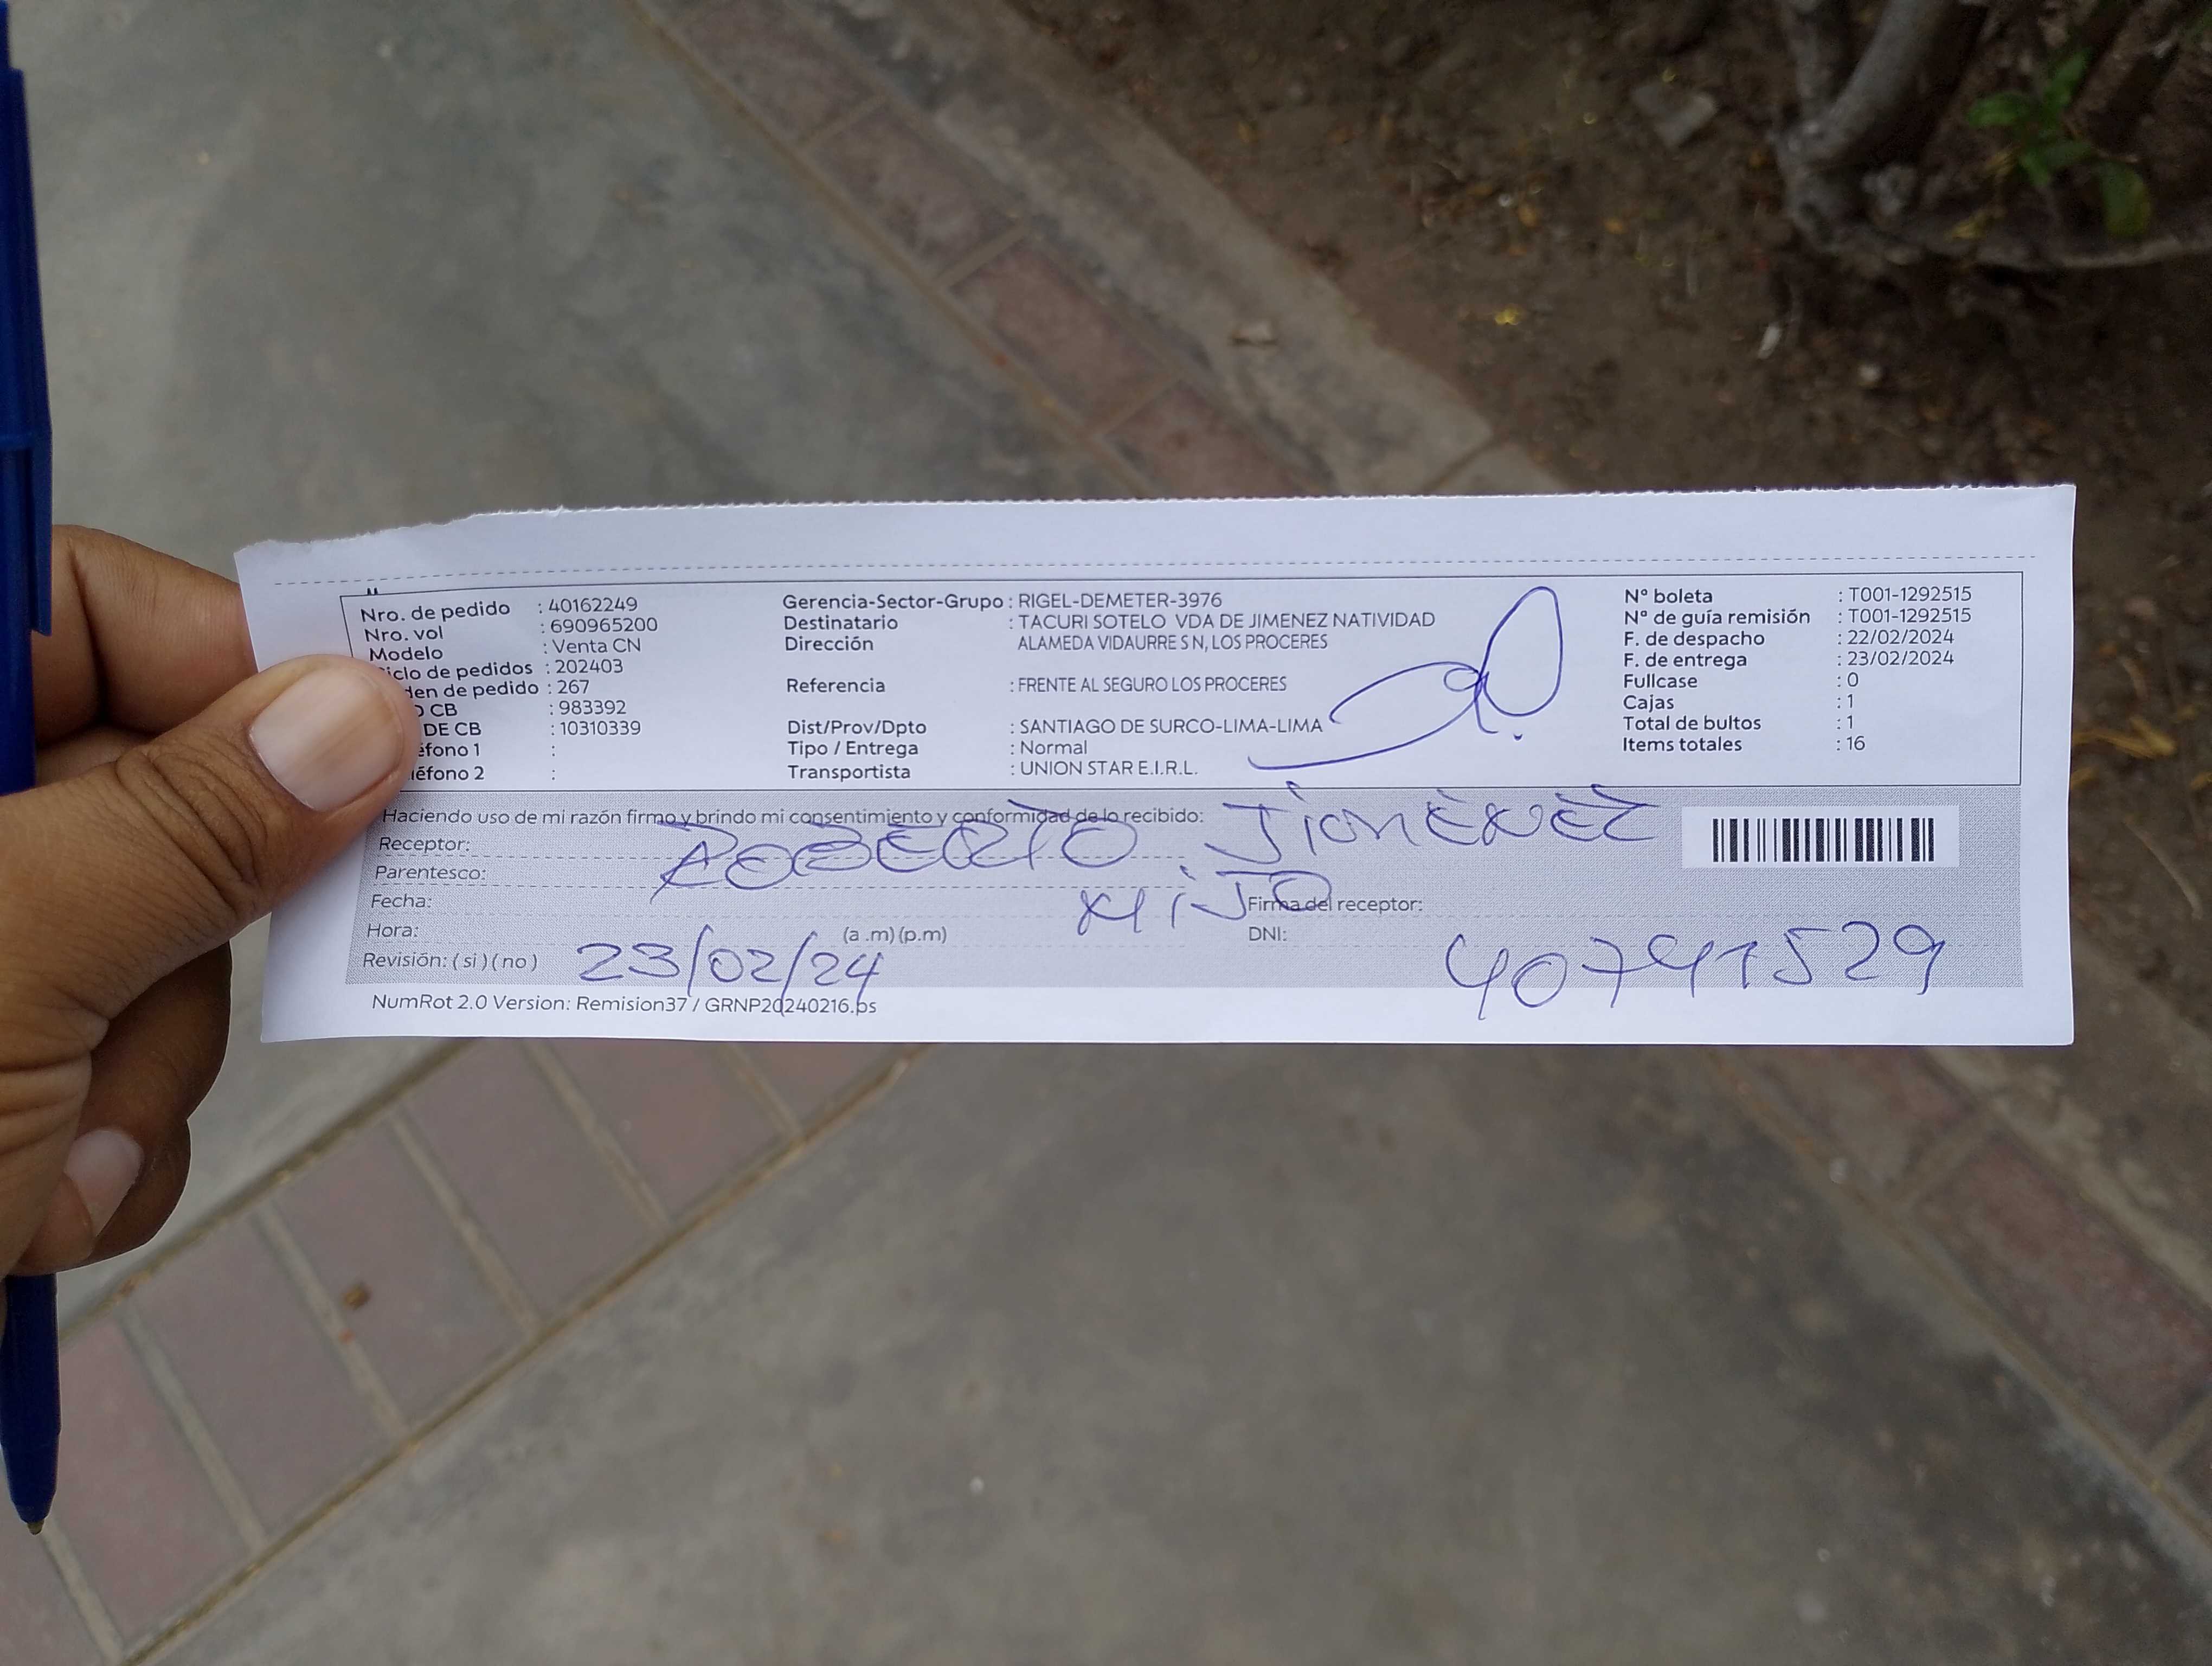 Nro. de pedido : 40162249
Nro. vol : 690965200
Modelo : Venta CN
iclo de pedidos : 202403
den de pedido : 267
CB : 983392
DE CB : 10310339
éfono 1 :
léfono 2 :
Gerencia-Sector-Grupo : RIGEL-DEMETER-3976
Destinatario : TACURI SOTELO VDA DE JIMENEZ NATIVIDAD
Dirección ALAMEDA VIDAURRE S N, LOS PROCERES
Referencia : FRENTE AL SEGURO LOS PROCERES
Dist/Prov/Dpto : SANTIAGO DE SURCO-LIMA-LIMA
Tipo / Entrega : Normal
Transportista : UNION STAR E.I.R.L.
Nº boleta : T001-1292515
Nº de guía remisión : T001-1292515
F. de despacho : 22/02/2024
F. de entrega : 23/02/2024
Fullcase : 0
Cajas : 1
Total de bultos : 1
Items totales : 16
Haciendo uso de mi razón firmo y brindo mi consentimiento y conformidad de lo recibido:
Receptor: ROBERTO JIMENEZ
Parentesco: HIJO
Fecha: Firma del receptor:
Hora: (a .m) (p.m) DNI: 40741529
Revisión: ( si ) ( no ) 23/02/24
NumRot 2.0 Version: Remision37 / GRNP20240216.ps